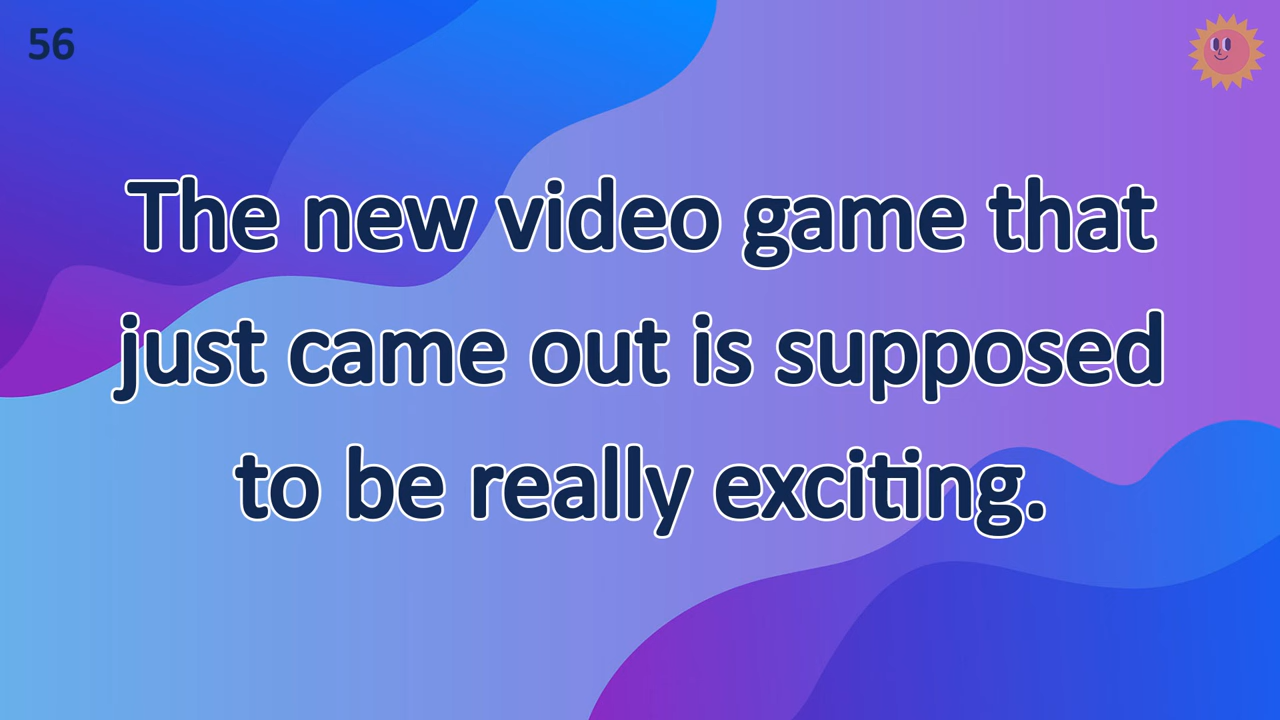 56
The new video game that
just came out is supposed
to be really exciting.